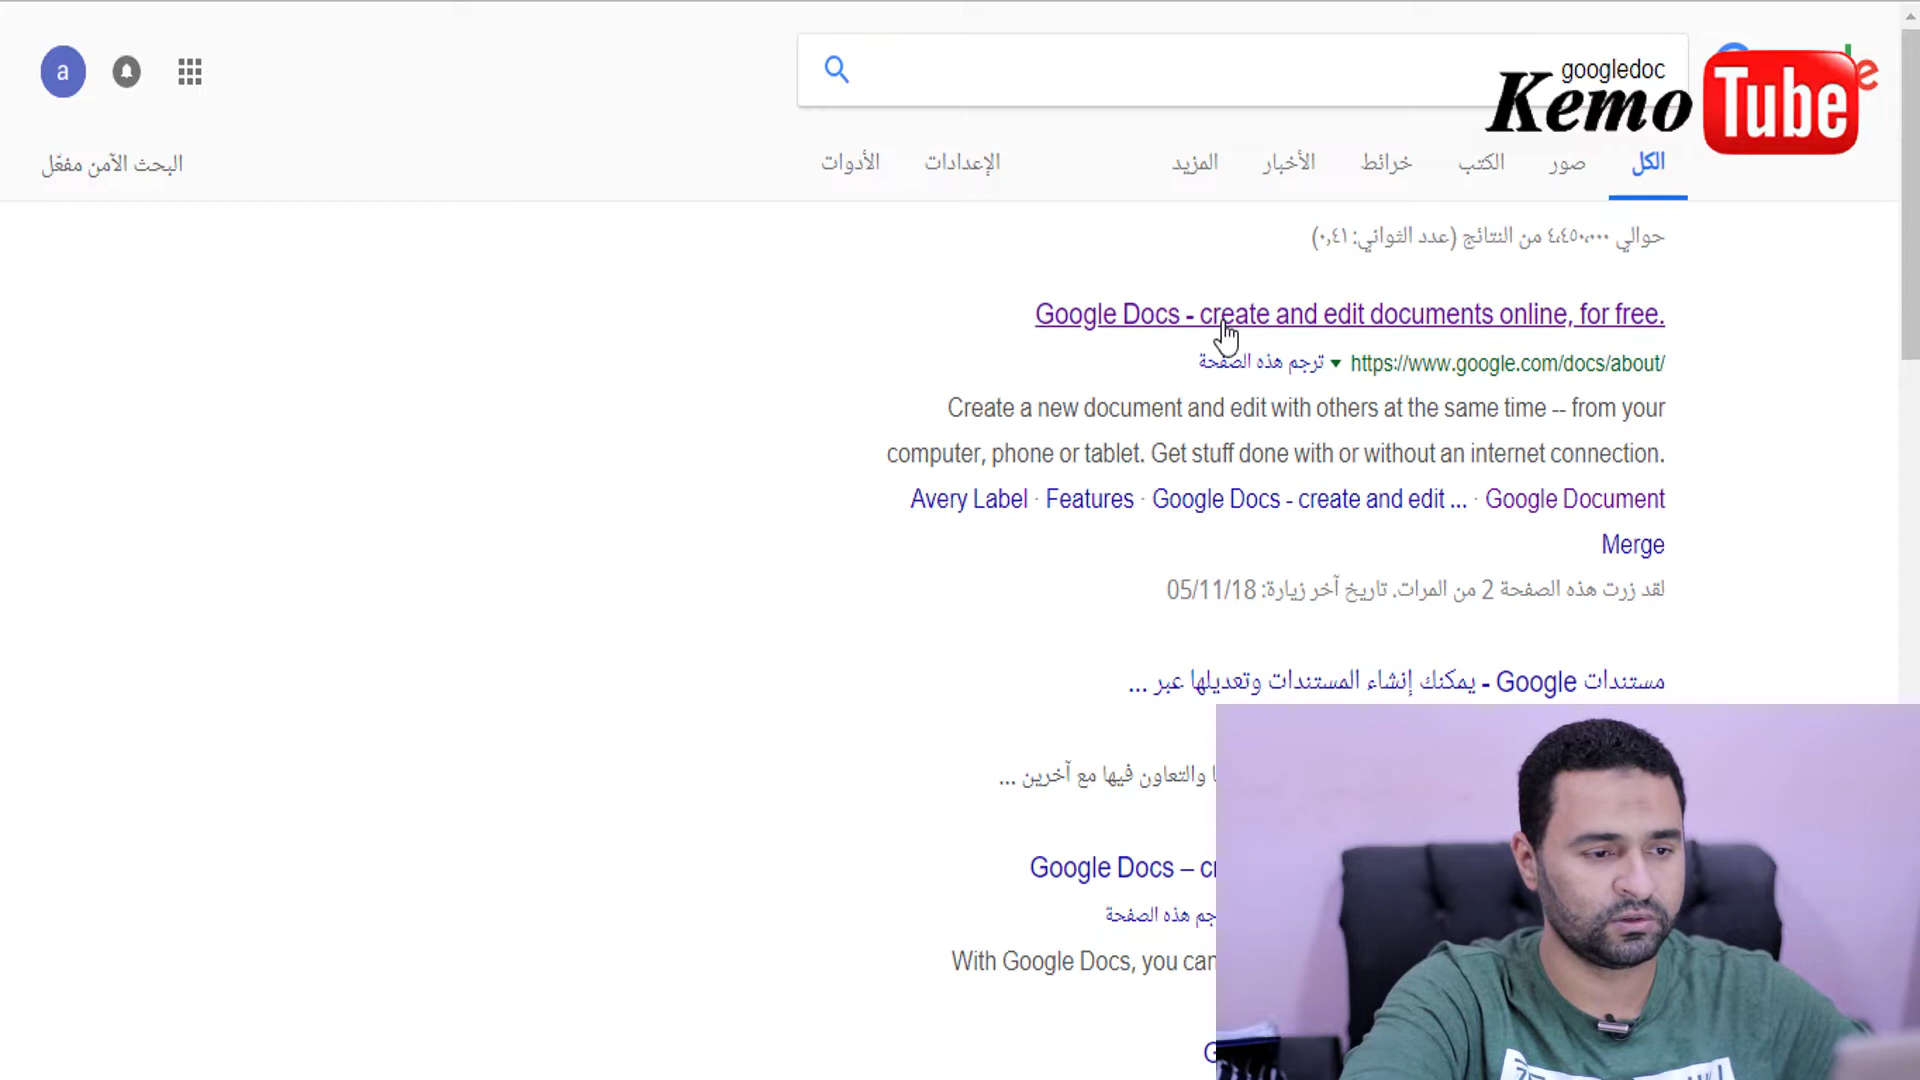 a
googledoc
Kemo Tube
الكل
صور
الكتب
خرائط
الأخبار
المزيد
الإعدادات
الأدوات
البحث الآمن مفعّل
حوالي ٤،٤٥٠،٠٠٠ من النتائج (عدد الثواني: ٠,٤١)
Google Docs - create and edit documents online, for free.
https://www.google.com/docs/about/ ▼ ترجم هذه الصفحة
Create a new document and edit with others at the same time -- from your
computer, phone or tablet. Get stuff done with or without an internet connection.
Avery Label · Features · Google Docs - create and edit ... · Google Document
Merge
لقد زرت هذه الصفحة 2 من المرات. تاريخ آخر زيارة: 05/11/18
مستندات Google - يمكنك إنشاء المستندات وتعديلها عبر ...
والتعاون فيها مع آخرين ...
Google Docs –
هذه الصفحة
With Google Docs, you can